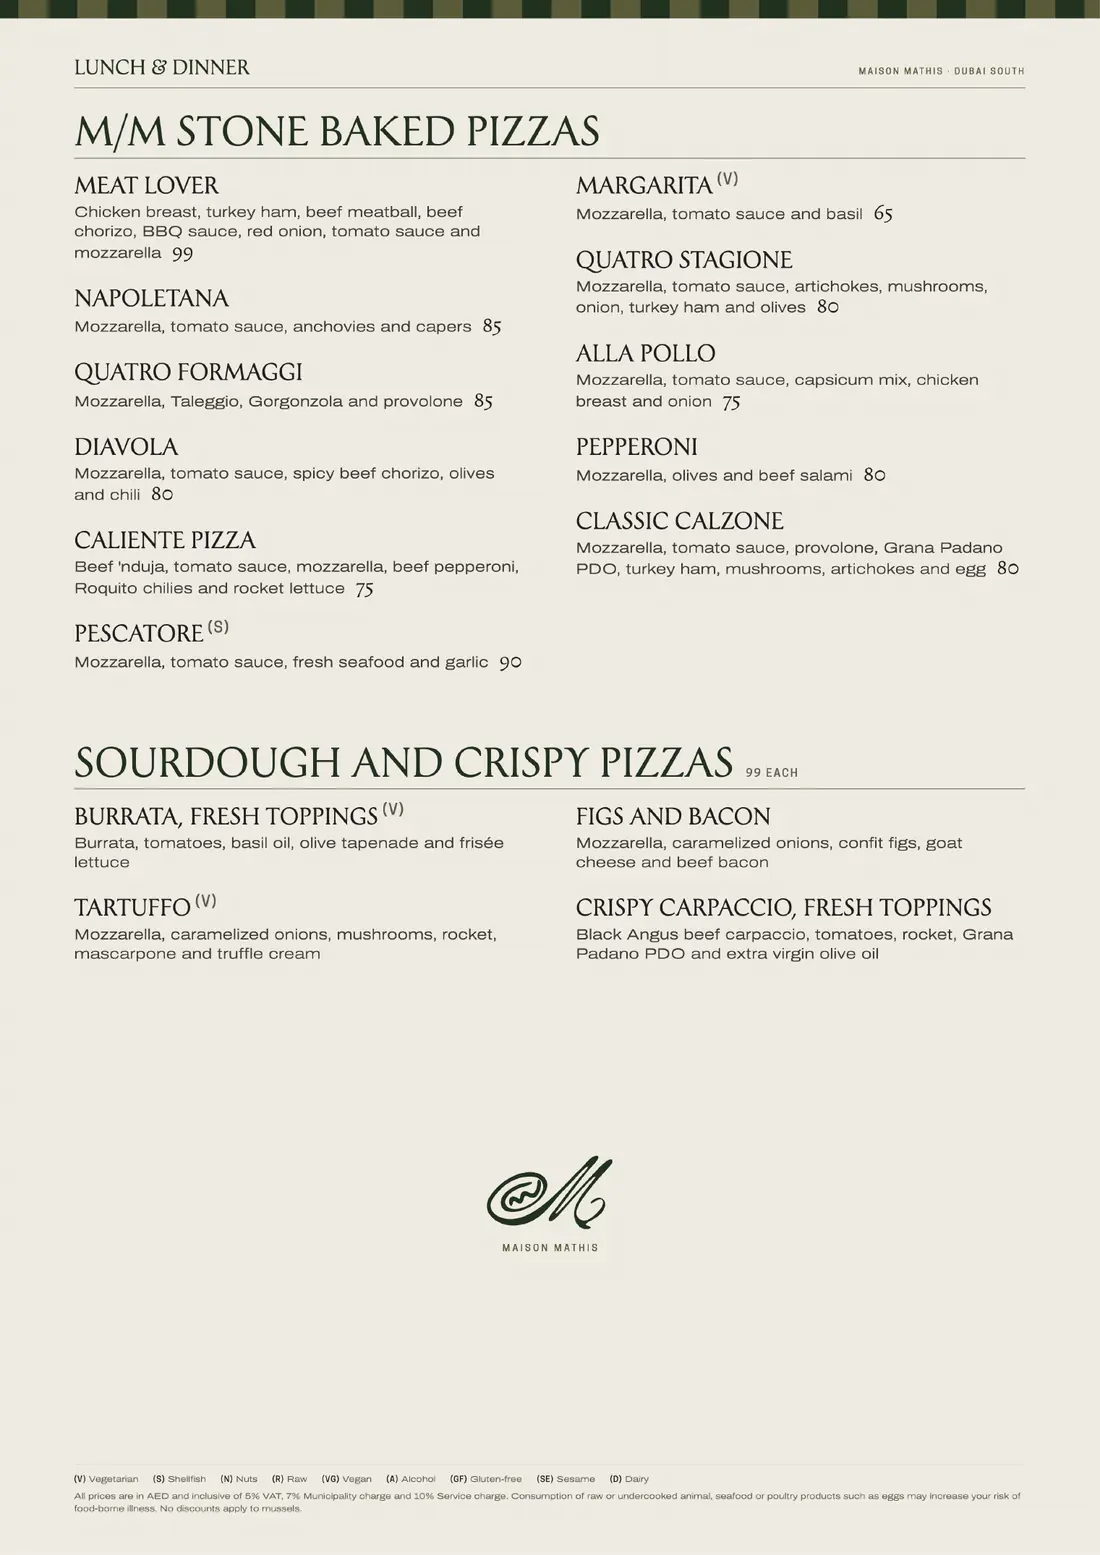 LUNCH & DINNER
MAISON MATHIS · DUBAI SOUTH
M/M STONE BAKED PIZZAS
MEAT LOVER
Chicken breast, turkey ham, beef meatball, beef
chorizo, BBQ sauce, red onion, tomato sauce and
mozzarella 99
NAPOLETANA
Mozzarella, tomato sauce, anchovies and capers 85
QUATRO FORMAGGI
Mozzarella, Taleggio, Gorgonzola and provolone 85
DIAVOLA
Mozzarella, tomato sauce, spicy beef chorizo, olives
and chili 80
CALIENTE PIZZA
Beef 'nduja, tomato sauce, mozzarella, beef pepperoni,
Roquito chilies and rocket lettuce 75
PESCATORE (S)
Mozzarella, tomato sauce, fresh seafood and garlic 90
MARGARITA (V)
Mozzarella, tomato sauce and basil 65
QUATRO STAGIONE
Mozzarella, tomato sauce, artichokes, mushrooms,
onion, turkey ham and olives 80
ALLA POLLO
Mozzarella, tomato sauce, capsicum mix, chicken
breast and onion 75
PEPPERONI
Mozzarella, olives and beef salami 80
CLASSIC CALZONE
Mozzarella, tomato sauce, provolone, Grana Padano
PDO, turkey ham, mushrooms, artichokes and egg 80
SOURDOUGH AND CRISPY PIZZAS 99 EACH
BURRATA, FRESH TOPPINGS (V)
Burrata, tomatoes, basil oil, olive tapenade and frisée
lettuce
TARTUFFO (V)
Mozzarella, caramelized onions, mushrooms, rocket,
mascarpone and truffle cream
FIGS AND BACON
Mozzarella, caramelized onions, confit figs, goat
cheese and beef bacon
CRISPY CARPACCIO, FRESH TOPPINGS
Black Angus beef carpaccio, tomatoes, rocket, Grana
Padano PDO and extra virgin olive oil
M
MAISON MATHIS
(V) Vegetarian (S) Shellfish (N) Nuts (R) Raw (VG) Vegan (A) Alcohol (GF) Gluten-free (SE) Sesame (D) Dairy
All prices are in AED and inclusive of 5% VAT, 7% Municipality charge and 10% Service charge. Consumption of raw or undercooked animal, seafood or poultry products such as eggs may increase your risk of
food-borne illness. No discounts apply to mussels.